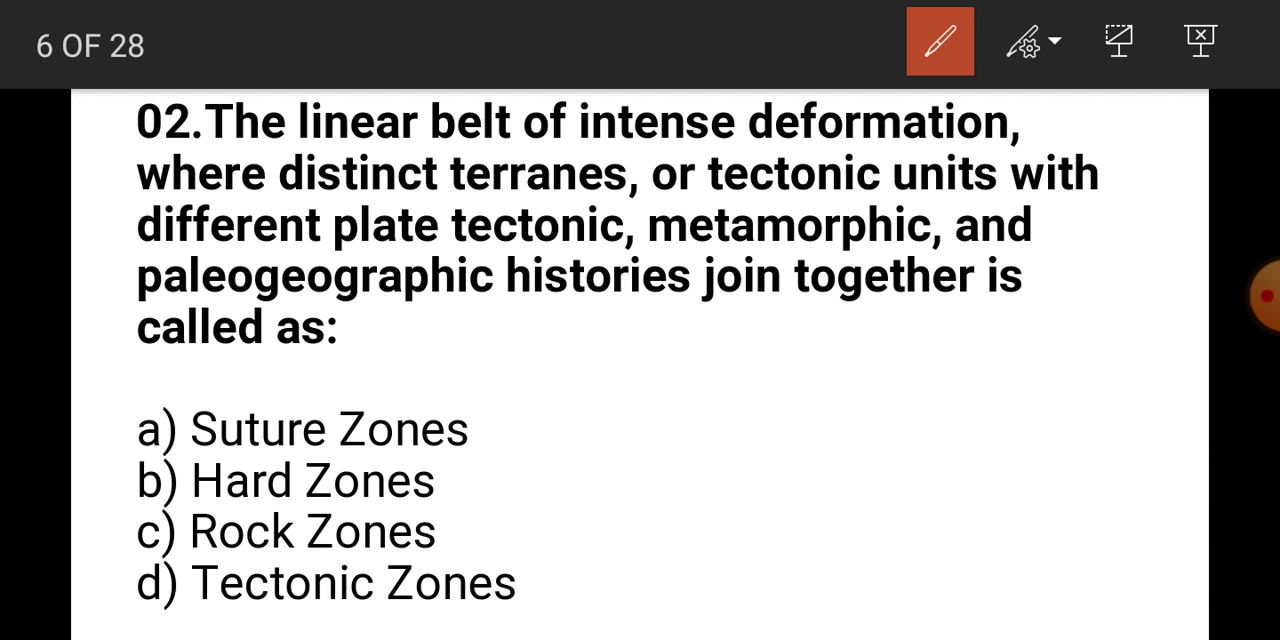 6 OF 28
02.The linear belt of intense deformation,
where distinct terranes, or tectonic units with
different plate tectonic, metamorphic, and
paleogeographic histories join together is
called as:
a) Suture Zones
b) Hard Zones
c) Rock Zones
d) Tectonic Zones